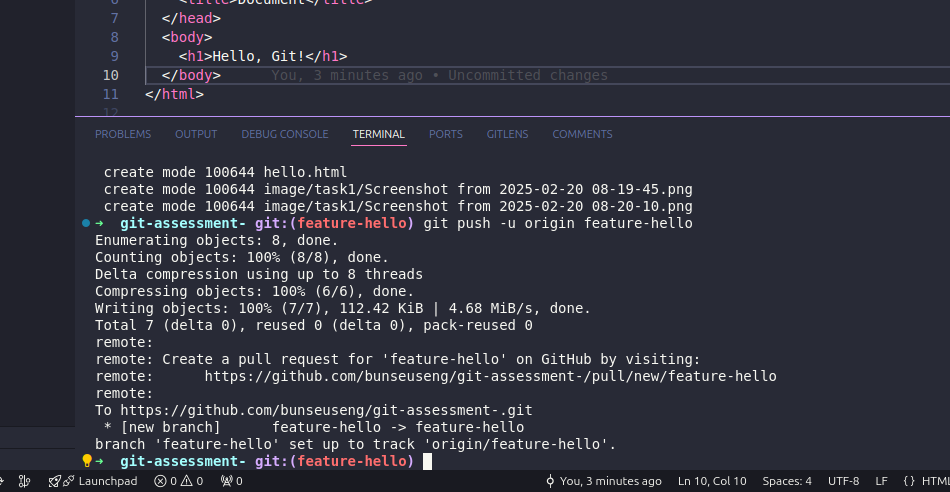 6 <title>Document</title>
7 </head>
8 <body>
9 <h1>Hello, Git!</h1>
10 </body> You, 3 minutes ago • Uncommitted changes
11 </html>
12
PROBLEMS OUTPUT DEBUG CONSOLE TERMINAL PORTS GITLENS COMMENTS
create mode 100644 hello.html
create mode 100644 image/task1/Screenshot from 2025-02-20 08-19-45.png
create mode 100644 image/task1/Screenshot from 2025-02-20 08-20-10.png
➜ git-assessment- git:(feature-hello) git push -u origin feature-hello
Enumerating objects: 8, done.
Counting objects: 100% (8/8), done.
Delta compression using up to 8 threads
Compressing objects: 100% (6/6), done.
Writing objects: 100% (7/7), 112.42 KiB | 4.68 MiB/s, done.
Total 7 (delta 0), reused 0 (delta 0), pack-reused 0
remote:
remote: Create a pull request for 'feature-hello' on GitHub by visiting:
remote: https://github.com/bunseuseng/git-assessment-/pull/new/feature-hello
remote:
To https://github.com/bunseuseng/git-assessment-.git
* [new branch] feature-hello -> feature-hello
branch 'feature-hello' set up to track 'origin/feature-hello'.
➜ git-assessment- git:(feature-hello)
Launchpad 0 0 0 You, 3 minutes ago Ln 10, Col 10 Spaces: 4 UTF-8 LF {} HTM